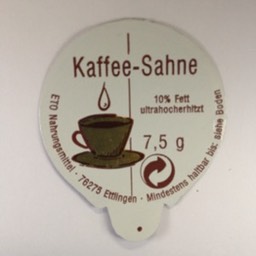 Kaffee-Sahne
10% Fett
ultrahocherhitzt
7,5 g
ETO Nahrungsmittel · 76275 Ettlingen · Mindestens haltbar bis: siehe Boden